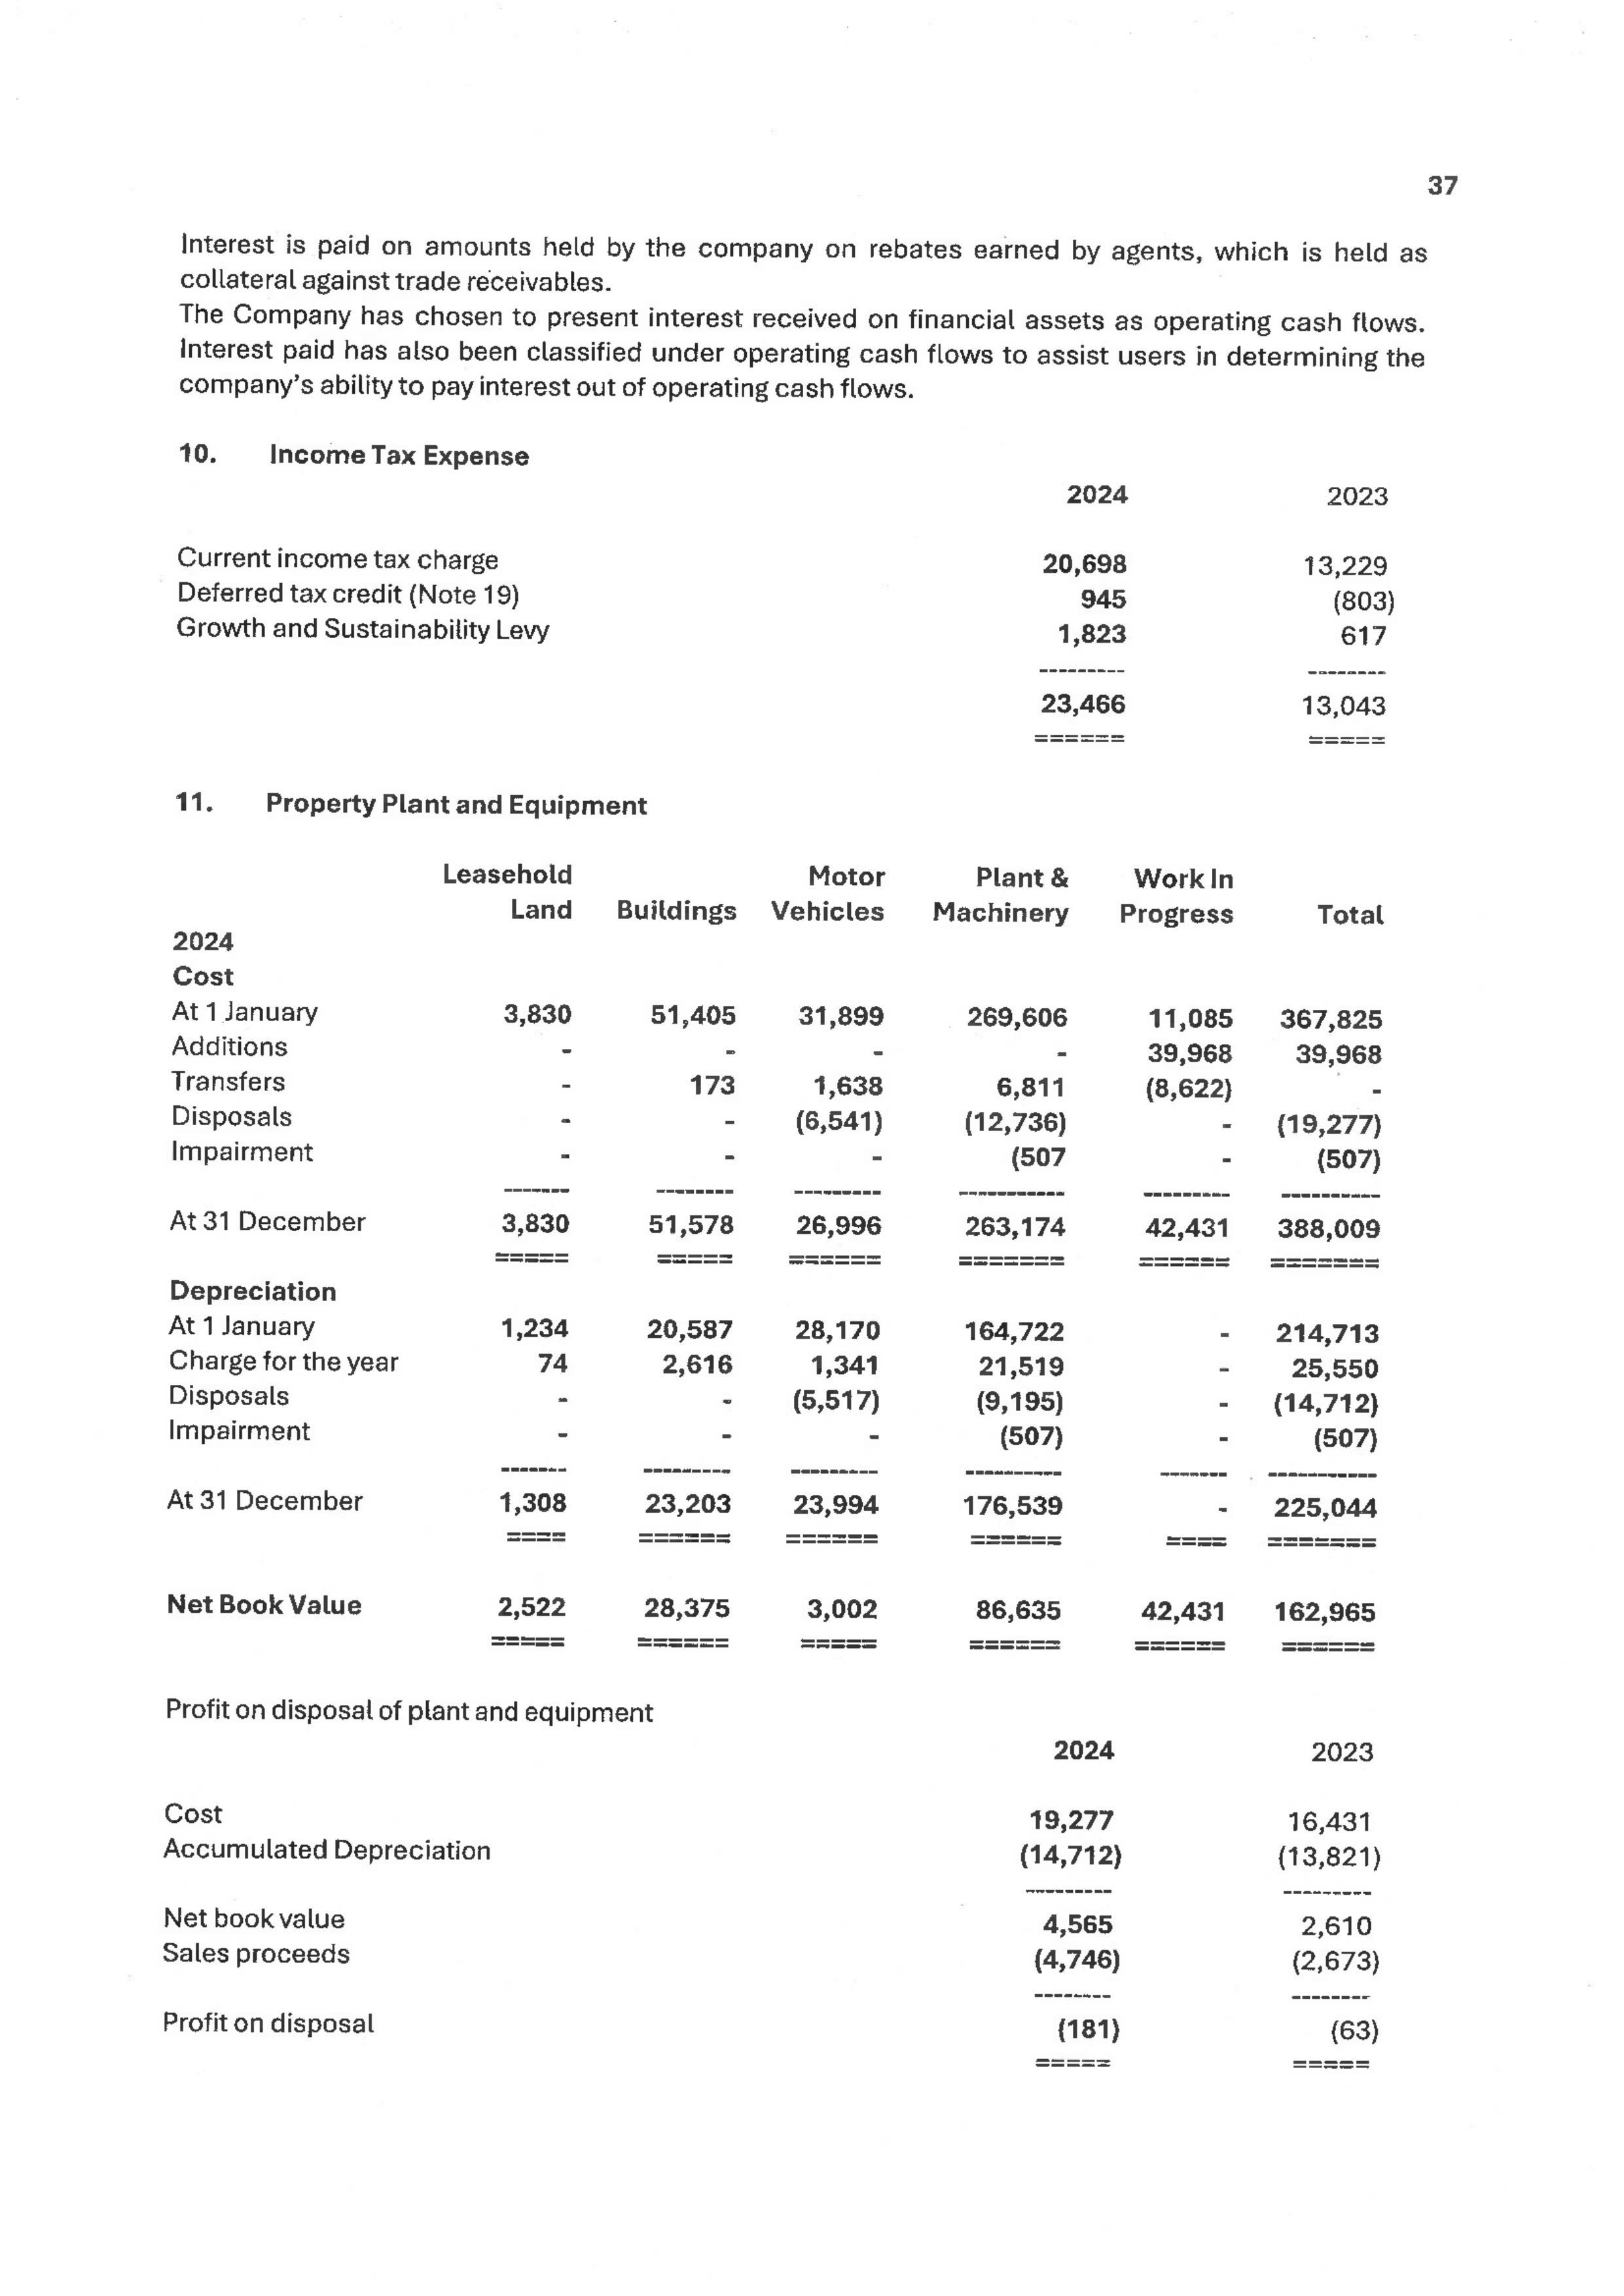 37
Interest is paid on amounts held by the company on rebates earned by agents, which is held as
collateral against trade receivables.
The Company has chosen to present interest received on financial assets as operating cash flows.
Interest paid has also been classified under operating cash flows to assist users in determining the
company's ability to pay interest out of operating cash flows.
10. Income Tax Expense
2024 2023
Current income tax charge 20,698 13,229
Deferred tax credit (Note 19) 945 (803)
Growth and Sustainability Levy 1,823 617
--------- --------
23,466 13,043
====== =====
11. Property Plant and Equipment
Leasehold Motor Plant & Work In
Land Buildings Vehicles Machinery Progress Total
2024
Cost
At 1 January 3,830 51,405 31,899 269,606 11,085 367,825
Additions - - - - 39,968 39,968
Transfers - 173 1,638 6,811 (8,622) -
Disposals - - (6,541) (12,736) - (19,277)
Impairment - - - (507 - (507)
------- -------- --------- ----------- --------- ----------
At 31 December 3,830 51,578 26,996 263,174 42,431 388,009
===== ===== ====== ======= ====== =======
Depreciation
At 1 January 1,234 20,587 28,170 164,722 - 214,713
Charge for the year 74 2,616 1,341 21,519 - 25,550
Disposals - - (5,517) (9,195) - (14,712)
Impairment - - - (507) - (507)
------- --------- --------- ---------- ------- -----------
At 31 December 1,308 23,203 23,994 176,539 - 225,044
==== ====== ====== ====== ==== =======
Net Book Value 2,522 28,375 3,002 86,635 42,431 162,965
===== ====== ===== ====== ====== ======
Profit on disposal of plant and equipment
2024 2023
Cost 19,277 16,431
Accumulated Depreciation (14,712) (13,821)
--------- ---------
Net book value 4,565 2,610
Sales proceeds (4,746) (2,673)
-------- --------
Profit on disposal (181) (63)
===== =====